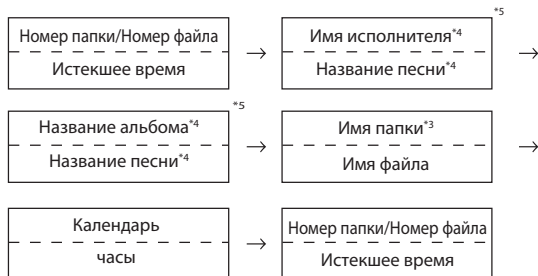 Номер папки/Номер файла
Истекшее время
→
Имя исполнителя*4
Название песни*4
*5
→
Название альбома*4
Название песни*4
*5
→
Имя папки*3
Имя файла
→
Календарь
часы
→
Номер папки/Номер файла
Истекшее время